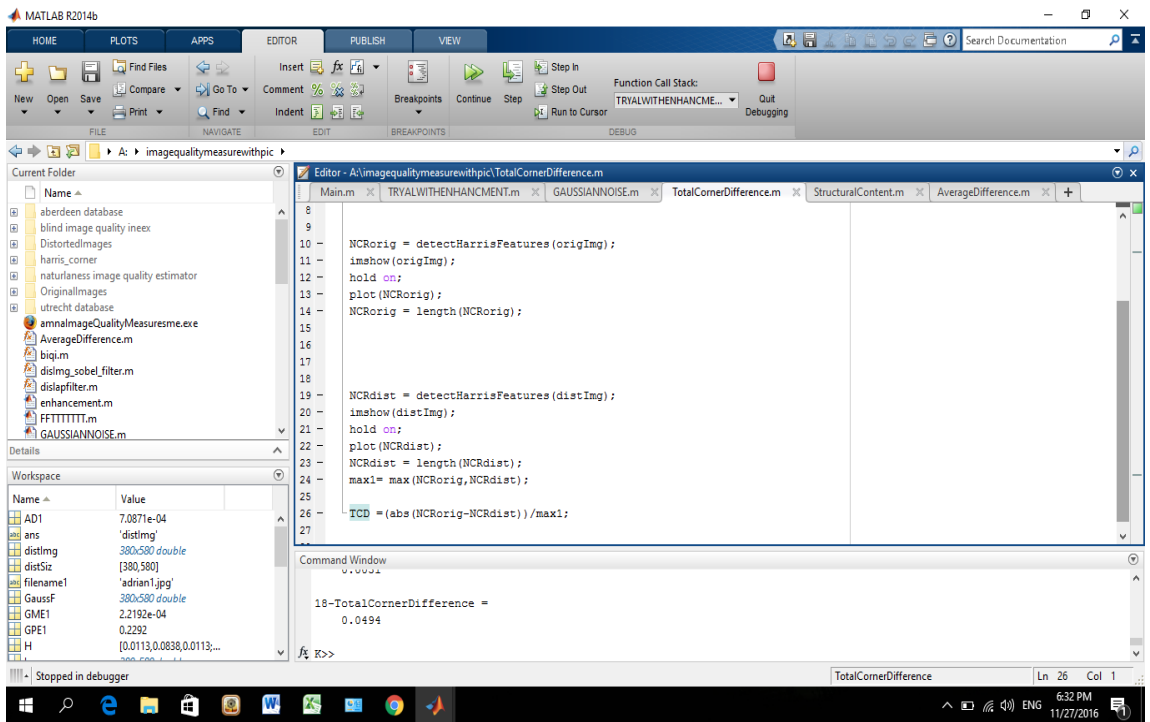 MATLAB R2014b
HOME PLOTS APPS EDITOR PUBLISH VIEW Search Documentation
New Open Save Find Files Compare Print
FILE
Go To Find
NAVIGATE
Insert fx
Comment
Indent
EDIT
Breakpoints
BREAKPOINTS
Continue Step Step In Step Out Run to Cursor
Function Call Stack:
TRYALWITHENHANCME...
Quit Debugging
DEBUG
A: imagequalitymeasurewithpic
Current Folder
Name
aberdeen database
blind image quality ineex
DistortedImages
harris_corner
naturlaness image quality estimator
OriginalImages
utrecht database
amnaImageQualityMeasuresme.exe
AverageDifference.m
biqi.m
disImg_sobel_filter.m
dislapfilter.m
enhancement.m
FFTTTTTTT.m
GAUSSIANNOISE.m
Details
Workspace
Name Value
AD1 7.0871e-04
abc ans 'distImg'
distImg 380x580 double
distSiz [380,580]
abc filename1 'adrian1.jpg'
GaussF 380x580 double
GME1 2.2192e-04
GPE1 0.2292
H [0.0113,0.0838,0.0113;...
Editor - A:\imagequalitymeasurewithpic\TotalCornerDifference.m
Main.m TRYALWITHENHANCMENT.m GAUSSIANNOISE.m TotalCornerDifference.m StructuralContent.m AverageDifference.m +
8
9
10 - NCRorig = detectHarrisFeatures(origImg);
11 - imshow(origImg);
12 - hold on;
13 - plot(NCRorig);
14 - NCRorig = length(NCRorig);
15
16
17
18
19 - NCRdist = detectHarrisFeatures(distImg);
20 - imshow(distImg);
21 - hold on;
22 - plot(NCRdist);
23 - NCRdist = length(NCRdist);
24 - max1= max(NCRorig,NCRdist);
25
26 - TCD =(abs(NCRorig-NCRdist))/max1;
27
Command Window
18-TotalCornerDifference =
0.0494
fx K>>
Stopped in debugger TotalCornerDifference Ln 26 Col 1
ENG 6:32 PM
11/27/2016